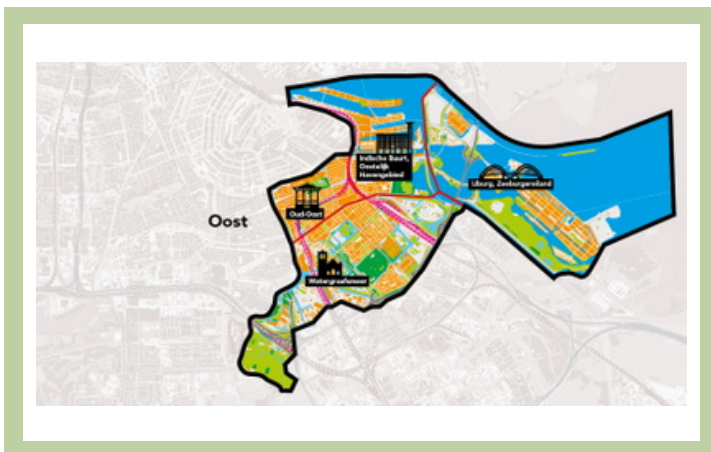 Indische Buurt,
Oostelijk
Havengebied
IJburg, Zeeburgereiland
Oud-Oost
Oost
Watergraafsmeer